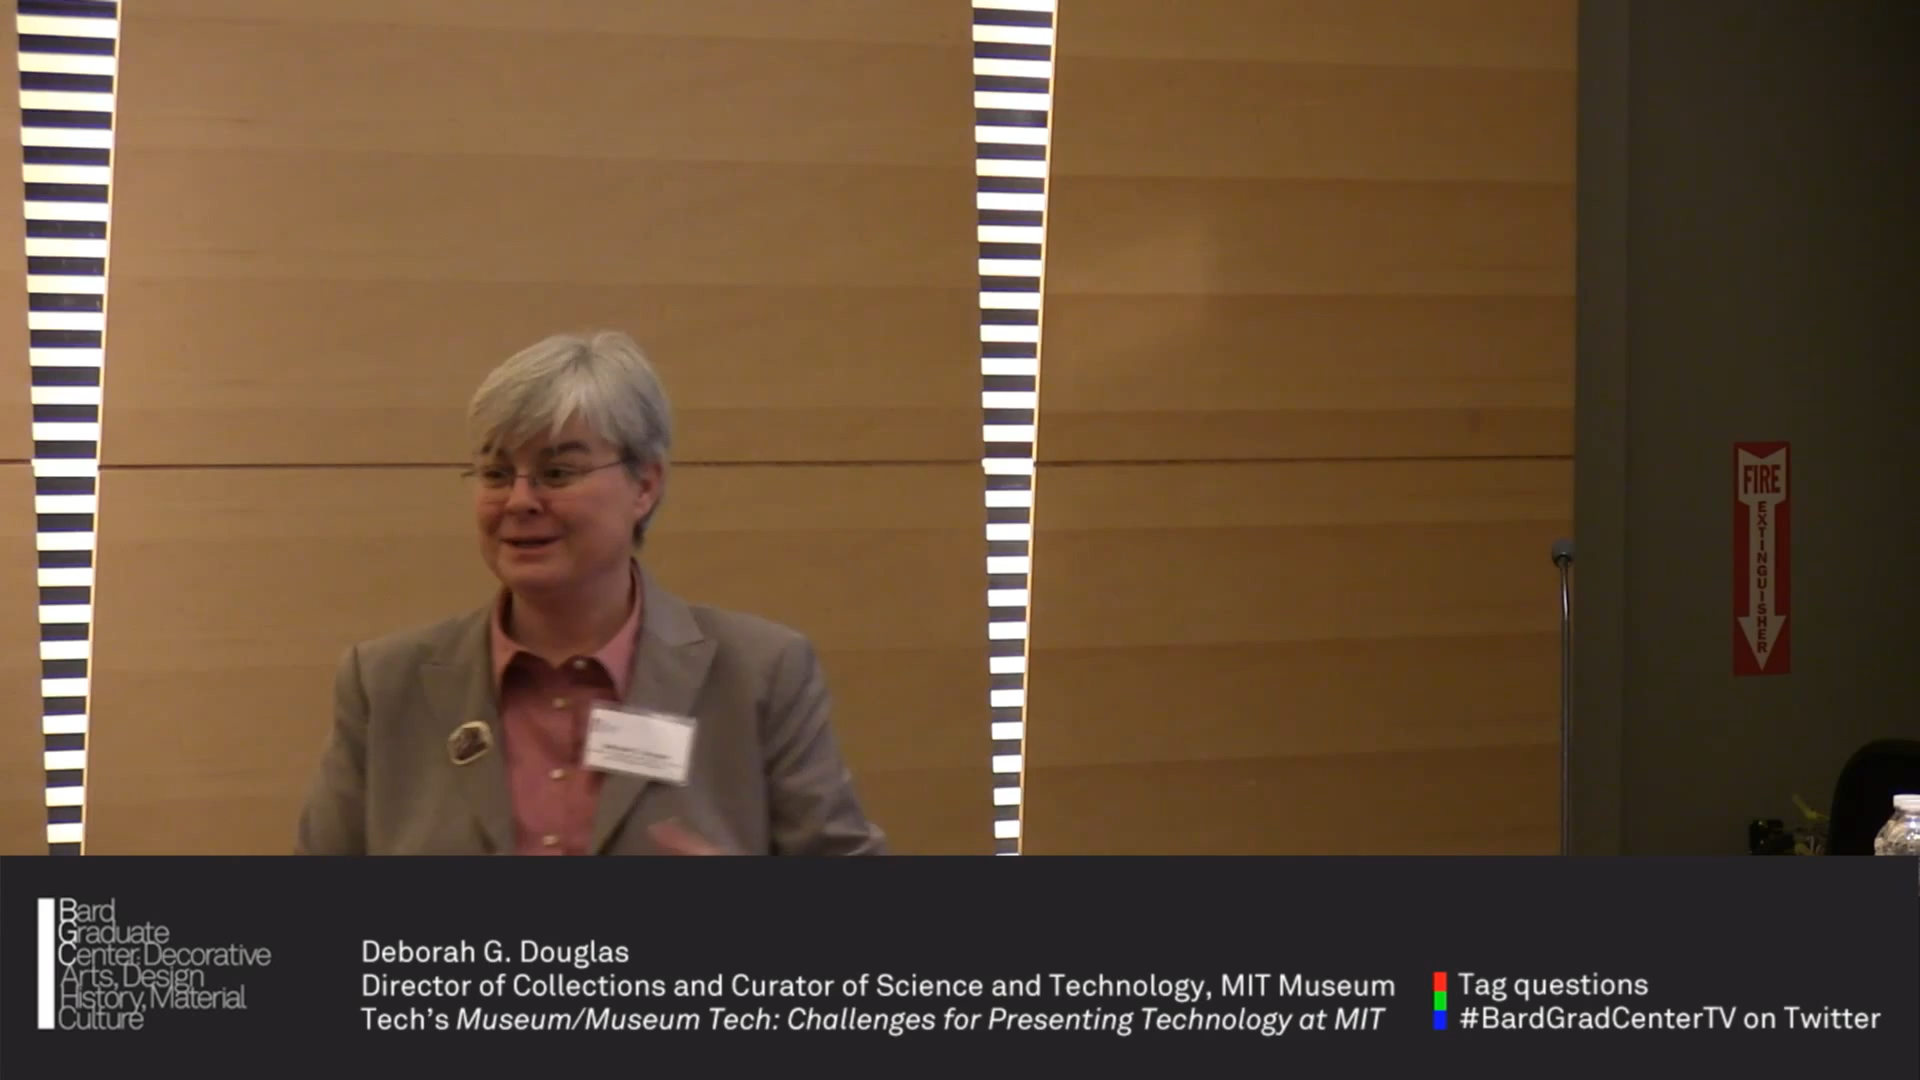 FIRE
EXTINGUISHER
Bard
Graduate
Center: Decorative
Arts, Design
History, Material
Culture
Deborah G. Douglas
Director of Collections and Curator of Science and Technology, MIT Museum
Tech's Museum/Museum Tech: Challenges for Presenting Technology at MIT
Tag questions
#BardGradCenterTV on Twitter